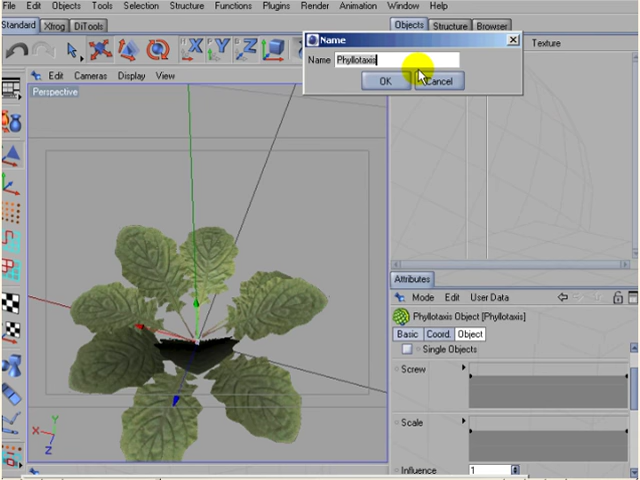 File Edit Objects Tools Selection Structure Functions Plugins Render Animation Window Help
Standard Xfrog DiTools
Objects Structure Browser
Name
Texture
Name Phyllotaxis
OK Cancel
Edit Cameras Display View
Perspective
Attributes
Mode Edit User Data
Phyllotaxis Object [Phyllotaxis]
Basic Coord. Object
Single Objects
Screw
Scale
Influence 1
X Y Z
X Y Z